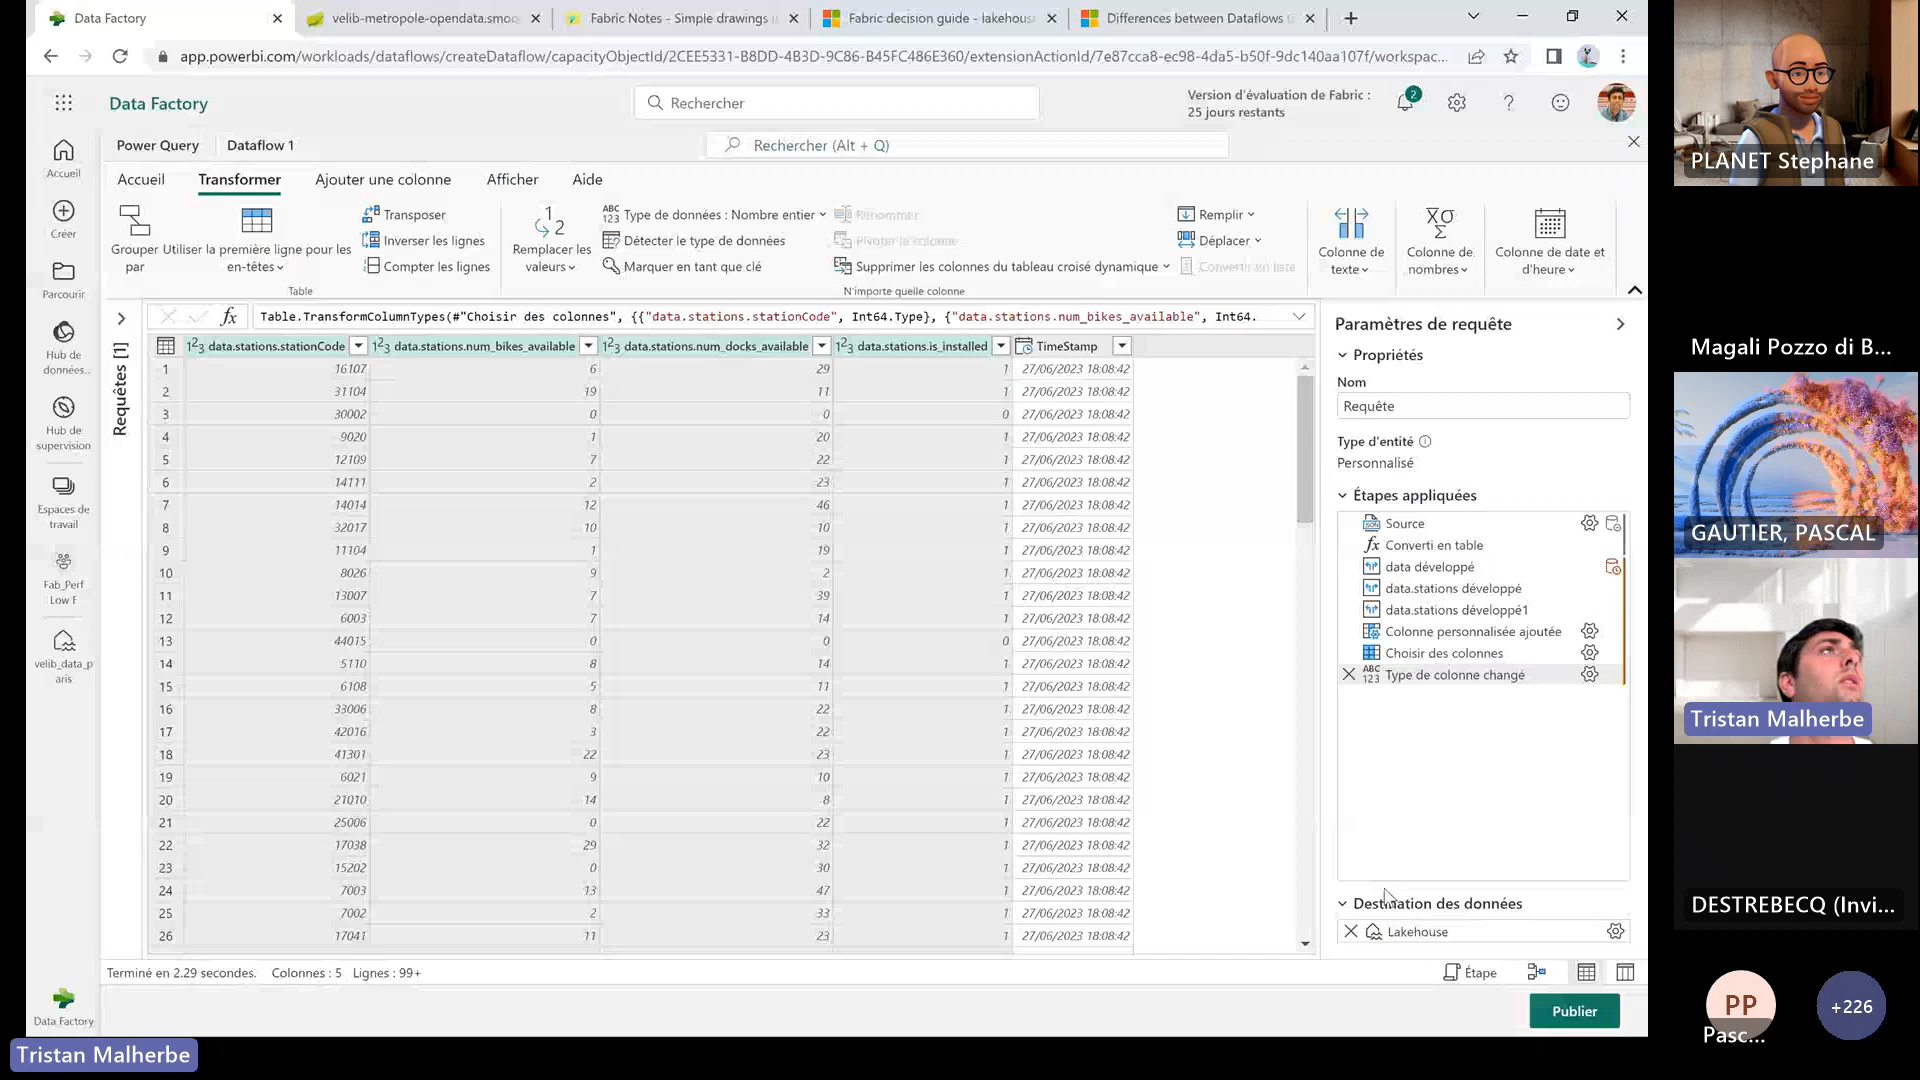 Data Factory
velib-metropole-opendata.smoo
Fabric Notes - Simple drawings
Fabric decision guide - lakehous
Differences between Dataflows
app.powerbi.com/workloads/dataflows/createDataflow/capacityObjectId/2CEE5331-B8DD-4B3D-9C86-B45FC486E360/extensionActionId/7e87cca8-ec98-4da5-b50f-9dc140aa107f/workspac...
Data Factory
Rechercher
Version d'évaluation de Fabric :
25 jours restants
2
Power Query
Dataflow 1
Rechercher (Alt + Q)
Accueil
Transformer
Ajouter une colonne
Afficher
Aide
Grouper par
Utiliser la première ligne pour les en-têtes
Transposer
Inverser les lignes
Compter les lignes
Table
Remplacer les valeurs
Type de données : Nombre entier
Détecter le type de données
Marquer en tant que clé
Renommer
Pivoter la colonne
Supprimer les colonnes du tableau croisé dynamique
N'importe quelle colonne
Remplir
Déplacer
Convertir en liste
Colonne de texte
Colonne de nombres
Colonne de date et d'heure
Accueil
Créer
Parcourir
Hub de données...
Hub de supervision
Espaces de travail
Fab_Perf Low F
velib_data_p aris
Data Factory
Requêtes [1]
fx
Table.TransformColumnTypes(#"Choisir des colonnes", {{"data.stations.stationCode", Int64.Type}, {"data.stations.num_bikes_available", Int64.
data.stations.stationCode data.stations.num_bikes_available data.stations.num_docks_available data.stations.is_installed TimeStamp
1 16107 6 29 1 27/06/2023 18:08:42
2 31104 19 11 1 27/06/2023 18:08:42
3 30002 0 0 0 27/06/2023 18:08:42
4 9020 1 20 1 27/06/2023 18:08:42
5 12109 7 22 1 27/06/2023 18:08:42
6 14111 2 23 1 27/06/2023 18:08:42
7 14014 12 46 1 27/06/2023 18:08:42
8 32017 10 10 1 27/06/2023 18:08:42
9 11104 1 19 1 27/06/2023 18:08:42
10 8026 9 2 1 27/06/2023 18:08:42
11 13007 7 39 1 27/06/2023 18:08:42
12 6003 7 14 1 27/06/2023 18:08:42
13 44015 0 0 0 27/06/2023 18:08:42
14 5110 8 14 1 27/06/2023 18:08:42
15 6108 5 11 1 27/06/2023 18:08:42
16 33006 8 22 1 27/06/2023 18:08:42
17 42016 3 22 1 27/06/2023 18:08:42
18 41301 22 23 1 27/06/2023 18:08:42
19 6021 9 10 1 27/06/2023 18:08:42
20 21010 14 8 1 27/06/2023 18:08:42
21 25006 0 22 1 27/06/2023 18:08:42
22 17038 29 32 1 27/06/2023 18:08:42
23 15202 0 30 1 27/06/2023 18:08:42
24 7003 13 47 1 27/06/2023 18:08:42
25 7002 2 33 1 27/06/2023 18:08:42
26 17041 11 23 1 27/06/2023 18:08:42
Terminé en 2.29 secondes. Colonnes : 5 Lignes : 99+
Étape
Publier
Paramètres de requête
Propriétés
Nom
Requête
Type d'entité
Personnalisé
Étapes appliquées
Source
Converti en table
data développé
data.stations développé
data.stations développé1
Colonne personnalisée ajoutée
Choisir des colonnes
Type de colonne changé
Destination des données
Lakehouse
PLANET Stephane
Magali Pozzo di B...
GAUTIER, PASCAL
Tristan Malherbe
DESTREBECQ (Invi...
PP
Pasc...
+226
Tristan Malherbe